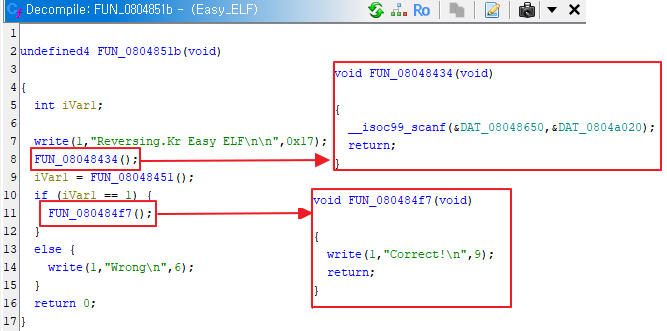 Decompile: FUN_0804851b - (Easy_ELF)
Ro
1
2 undefined4 FUN_0804851b(void)
3
4 {
5 int iVar1;
6
7 write(1,"Reversing.Kr Easy ELF\n\n",0x17);
8 FUN_08048434();
9 iVar1 = FUN_08048451();
10 if (iVar1 == 1) {
11 FUN_080484f7();
12 }
13 else {
14 write(1,"Wrong\n",6);
15 }
16 return 0;
17 }
void FUN_08048434(void)
{
__isoc99_scanf(&DAT_08048650,&DAT_0804a020);
return;
}
void FUN_080484f7(void)
{
write(1,"Correct!\n",9);
return;
}